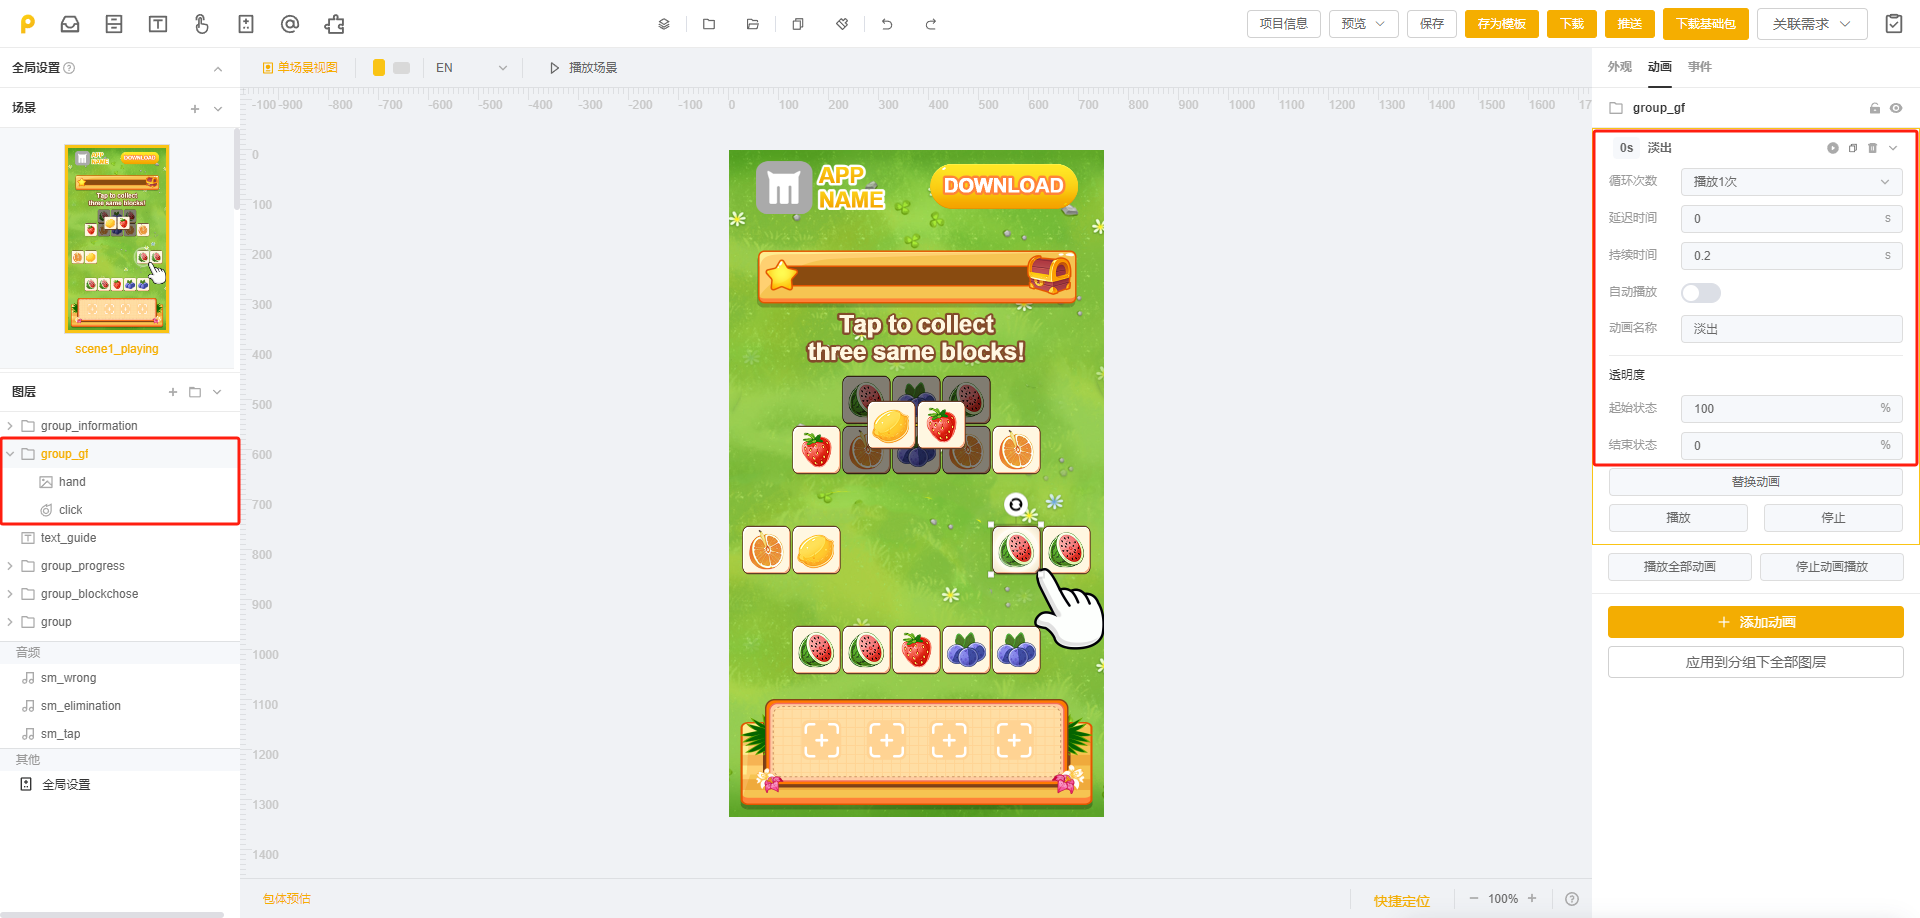 项目信息
预览
保存
存为模板
下载
推送
下载基础包
关联需求
全局设置
单场景视图
EN
播放场景
外观
动画
事件
场景
-100 -900 -800 -700 -600 -500 -400 -300 -200 -100 0 100 200 300 400 500 600 700 800 900 1000 1100 1200 1300 1400 1500 1600 17
group_gf
0
100
200
300
400
500
600
700
800
900
1000
1100
1200
1300
1400
APP
NAME
DOWNLOAD
Tap to collect
three same blocks!
scene1_playing
APP
NAME
DOWNLOAD
Tap to collect
three same blocks!
图层
group_information
group_gf
hand
click
text_guide
group_progress
group_blockchose
group
音频
sm_wrong
sm_elimination
sm_tap
其他
全局设置
0s 淡出
循环次数 播放1次
延迟时间 0 s
持续时间 0.2 s
自动播放
动画名称 淡出
透明度
起始状态 100 %
结束状态 0 %
替换动画
播放
停止
播放全部动画
停止动画播放
添加动画
应用到分组下全部图层
包体预估
快捷定位
100%